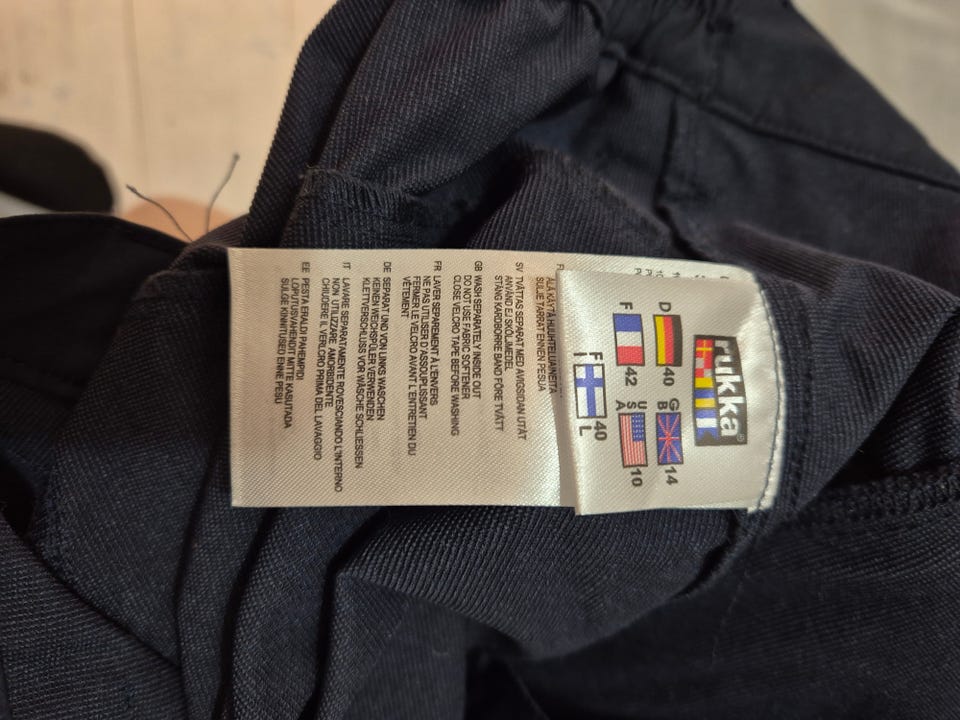 rukka®
D 40 GB 14
F 42 USA 10
FI 40 L
ÄLÄ KÄYTÄ HUUHTELUAINETTA
SULJE TARRAT ENNEN PESUA
SV TVÄTTAS SEPARAT MED AVIGSIDAN UTÅT
ANVÄND EJ SKÖLJMEDEL
STÄNG KARDBORRE BAND FÖRE TVÄTT
GB WASH SEPARATELY INSIDE OUT
DO NOT USE FABRIC SOFTENER
CLOSE VELCRO TAPE BEFORE WASHING
FR LAVER SEPAREMENT À L'ENVERS
NE PAS UTILISER D'ASSOUPLISSANT
FERMER LE VELCRO AVANT L'ENTRETIEN DU
VÊTEMENT
DE SEPARAT UND VON LINKS WASCHEN
KEINEN WEICHSPÜLER VERWENDEN
KLETTVERSCHLUSS VOR WÄSCHE SCHLIESSEN
IT LAVARE SEPARATAMENTE ROVESCIANDO L'INTERNO
NON UTILIZZARE AMORBIDENTE
CHIUDERE IL VERLCRO PRIMA DEL LAVAGGIO
EE PESTA ERALDI PAHEMPIDI
LOPUTUSVAHENDIT MITTE KASUTADA
SULGE KINNITUSED ENNE PESU